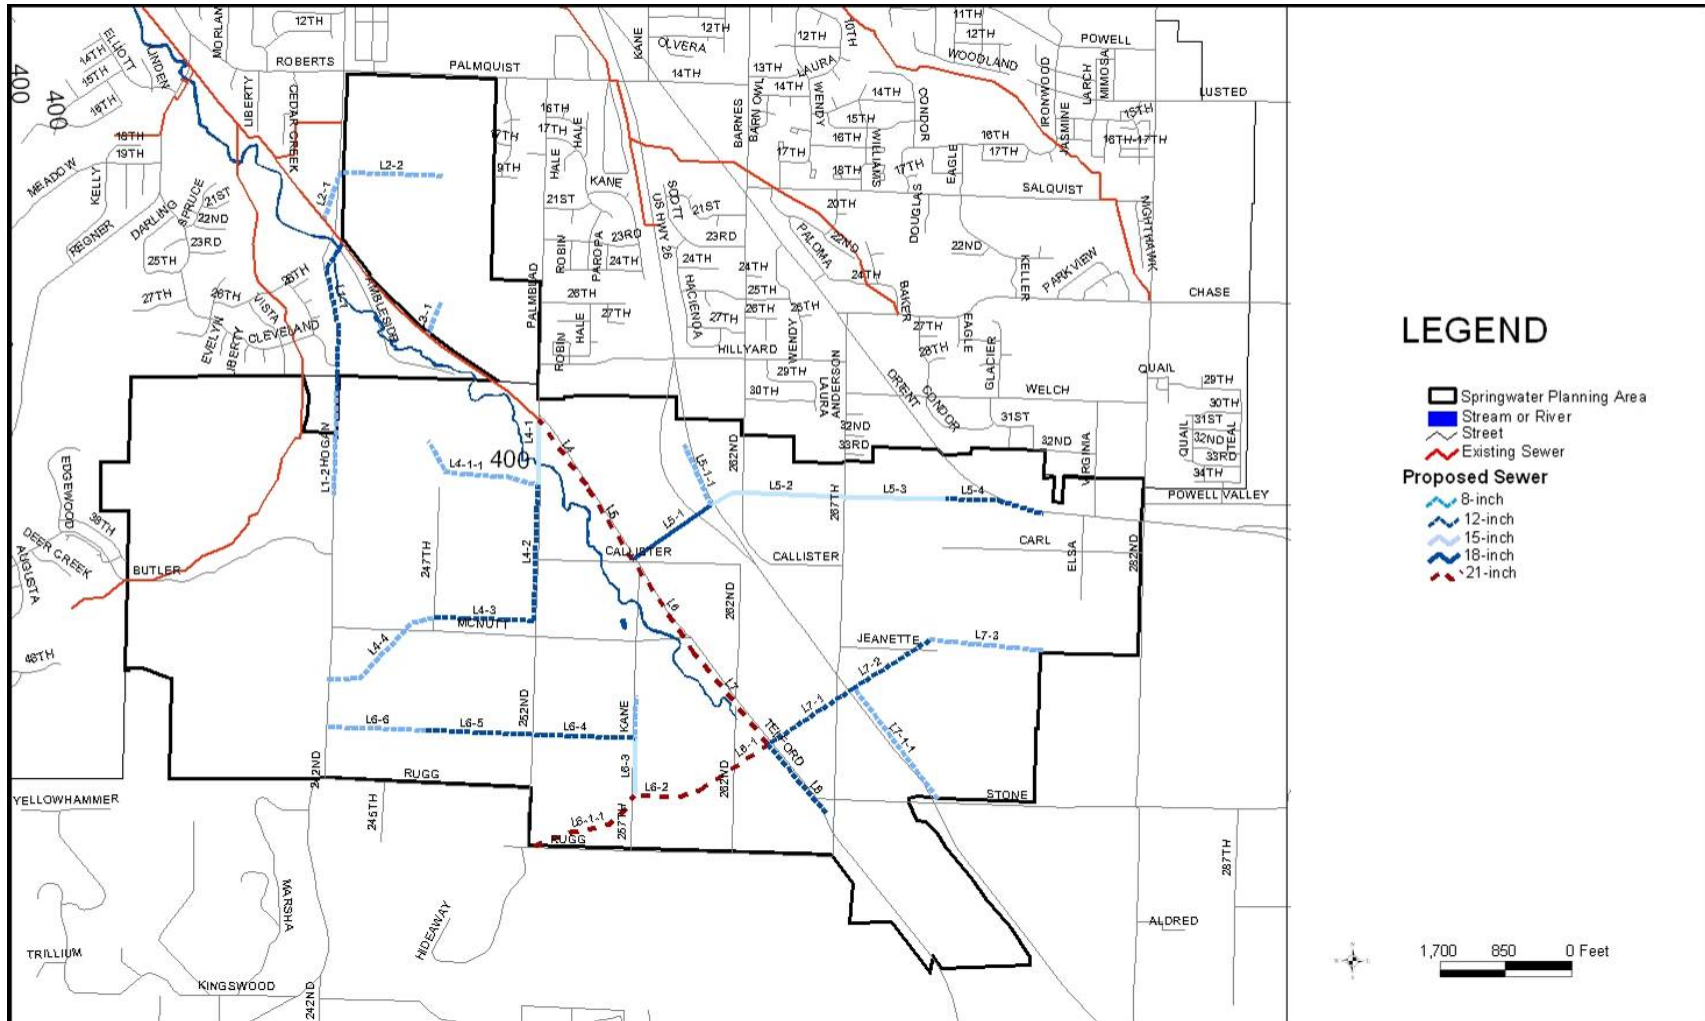 12TH
MORLAN
ELLIOTT
14TH
15TH
LINDEN
16TH
400
400
ROBERTS
LIBERTY
CEDAR CREEK
18TH
19TH
MEADOW
KELLY
REGNER
DARLING
SPRUCE
21ST
22ND
23RD
25TH
27TH
26TH
26TH
VISTA
EVELYN
CLEVELAND
AMBLESIDE
PALMQUIST
KANE
OLVERA
12TH
14TH
16TH
17TH
17TH
HALE
HALE
9TH
KANE
21ST
ROBIN
PAROPA
23RD
24TH
26TH
27TH
HALE
ROBIN
PALMBLAD
US HWY 26
SCOTT
21ST
23RD
24TH
HACIENDA
27TH
HILLYARD
BARNES
BARN OWL
13TH
14TH
LAURA
12TH
10TH
WENDY
14TH
15TH
16TH
17TH
18TH
WILLIAMS
CONDOR
17TH
EAGLE
20TH
22ND
PALOMA
24TH
24TH
25TH
26TH
26TH
WENDY
29TH
30TH
LAURA
ANDERSON
BAKER
DOUGLAS
22ND
27TH
28TH
EAGLE
GLACIER
KELLER
PARKVIEW
CHASE
SALQUIST
NIGHTHAWK
11TH
12TH
WOODLAND
POWELL
IRONWOOD
LARCH
MIMOSA
JASMINE
LUSTED
15TH
16TH-17TH
16TH
17TH
ORIENT
CONDOR
WELCH
31ST
32ND
32ND
33RD
VIRGINIA
QUAIL
29TH
30TH
31ST
32ND
33RD
34TH
QUAIL
TEAL
POWELL VALLEY
L2-1
L2-2
L3-1
L1-2
HOGAN
L4-1
L4
L4-1-1
400
L4-2
L4-3
L4-4
MCNUTT
247TH
L5
L5-1
L5-1-1
L5-2
L5-3
L5-4
262ND
267TH
CALLISTER
CALLISTER
CARL
ELSA
282ND
262ND
L6
L7
JEANETTE
L7-3
L7-2
L7-1
L7-1-1
TELFORD
L8
STONE
L6-6
L6-5
L6-4
252ND
KANE
L6-3
L6-2
L6-1
262ND
L6-1-1
257TH
RUGG
RUGG
242ND
245TH
EDGEWOOD
38TH
DEER CREEK
AUGUSTA
BUTLER
48TH
YELLOWHAMMER
MARSHA
TRILLIUM
KINGSWOOD
242ND
HIDEAWAY
287TH
ALDRED
LEGEND
Springwater Planning Area
Stream or River
Street
Existing Sewer
Proposed Sewer
8-inch
12-inch
15-inch
18-inch
21-inch
1,700 850 0 Feet